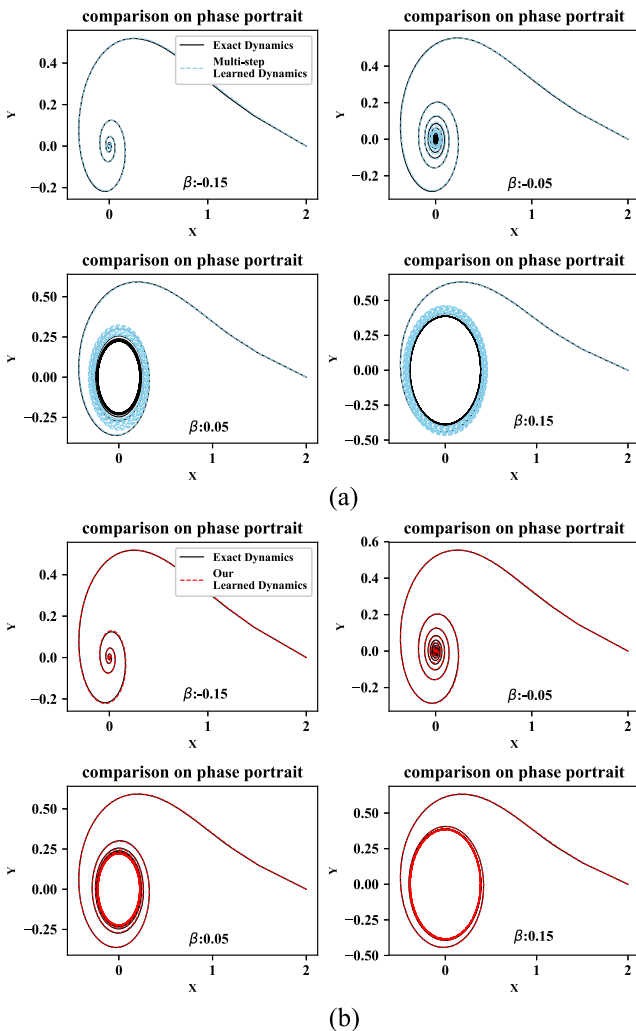 comparison on phase portrait
Y
0.4
0.2
0.0
−0.2
Exact Dynamics
Multi-step
Learned Dynamics
β:-0.15
0
1
2
X
comparison on phase portrait
Y
0.4
0.2
0.0
−0.2
β:-0.05
0
1
2
X
comparison on phase portrait
Y
0.50
0.25
0.00
−0.25
β:0.05
0
1
2
X
comparison on phase portrait
Y
0.50
0.25
0.00
−0.25
−0.50
β:0.15
0
1
2
X
(a)
comparison on phase portrait
Y
0.4
0.2
0.0
−0.2
Exact Dynamics
Our
Learned Dynamics
β:-0.15
0
1
2
X
comparison on phase portrait
Y
0.6
0.4
0.2
0.0
−0.2
β:-0.05
0
1
2
X
comparison on phase portrait
Y
0.50
0.25
0.00
−0.25
β:0.05
0
1
2
X
comparison on phase portrait
Y
0.50
0.25
0.00
−0.25
−0.50
β:0.15
0
1
2
X
(b)